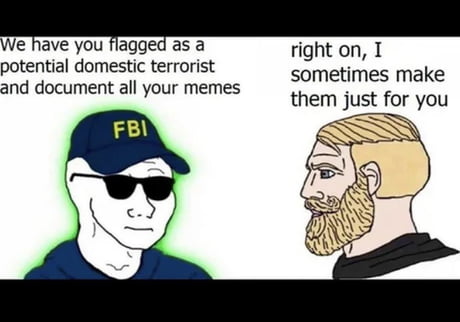 We have you flagged as a
potential domestic terrorist
and document all your memes
right on, I
sometimes make
them just for you
FBI